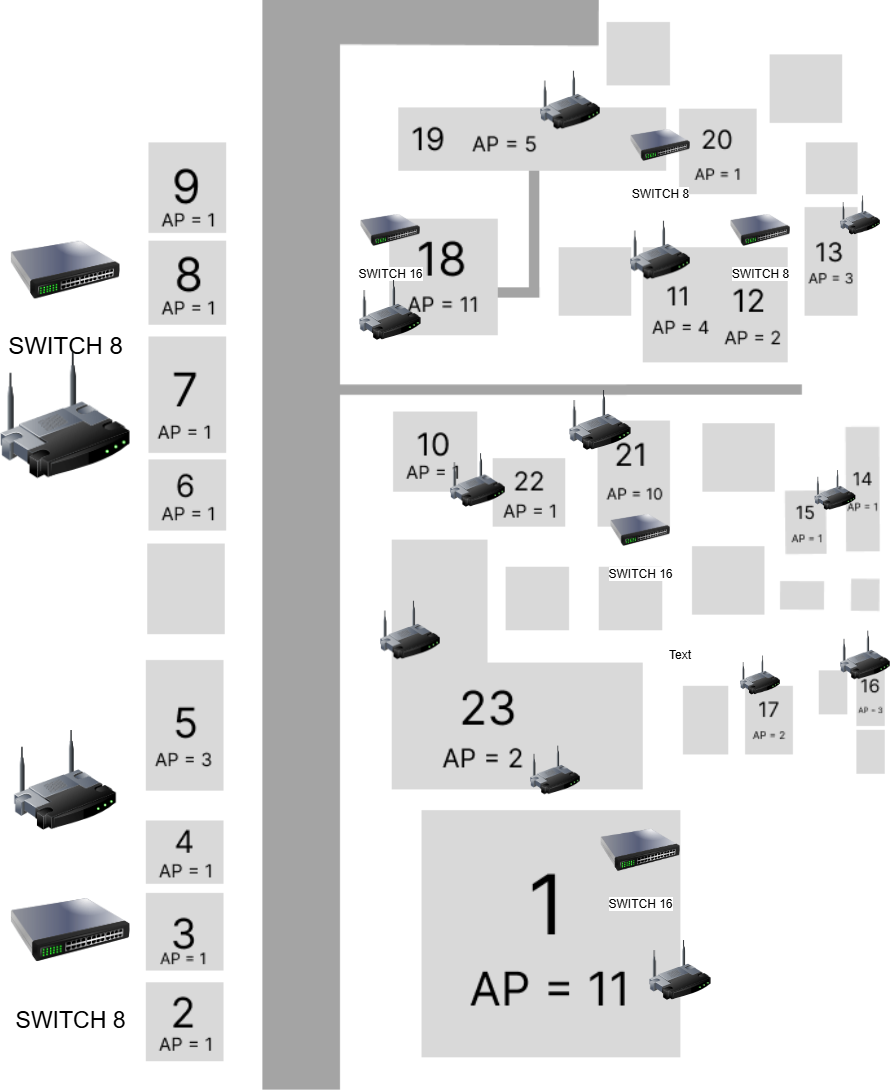 9
AP = 1
8
AP = 1
SWITCH 8
7
AP = 1
6
AP = 1
5
AP = 3
4
AP = 1
3
AP = 1
SWITCH 8
2
AP = 1
19 AP = 5
20
AP = 1
SWITCH 8
18
SWITCH 16
AP = 11
11
AP = 4
SWITCH 8
12
AP = 2
13
AP = 3
10
AP = 1
22
AP = 1
21
AP = 10
SWITCH 16
14
AP = 1
15
AP = 1
Text
16
AP = 3
17
AP = 2
23
AP = 2
1
SWITCH 16
AP = 11